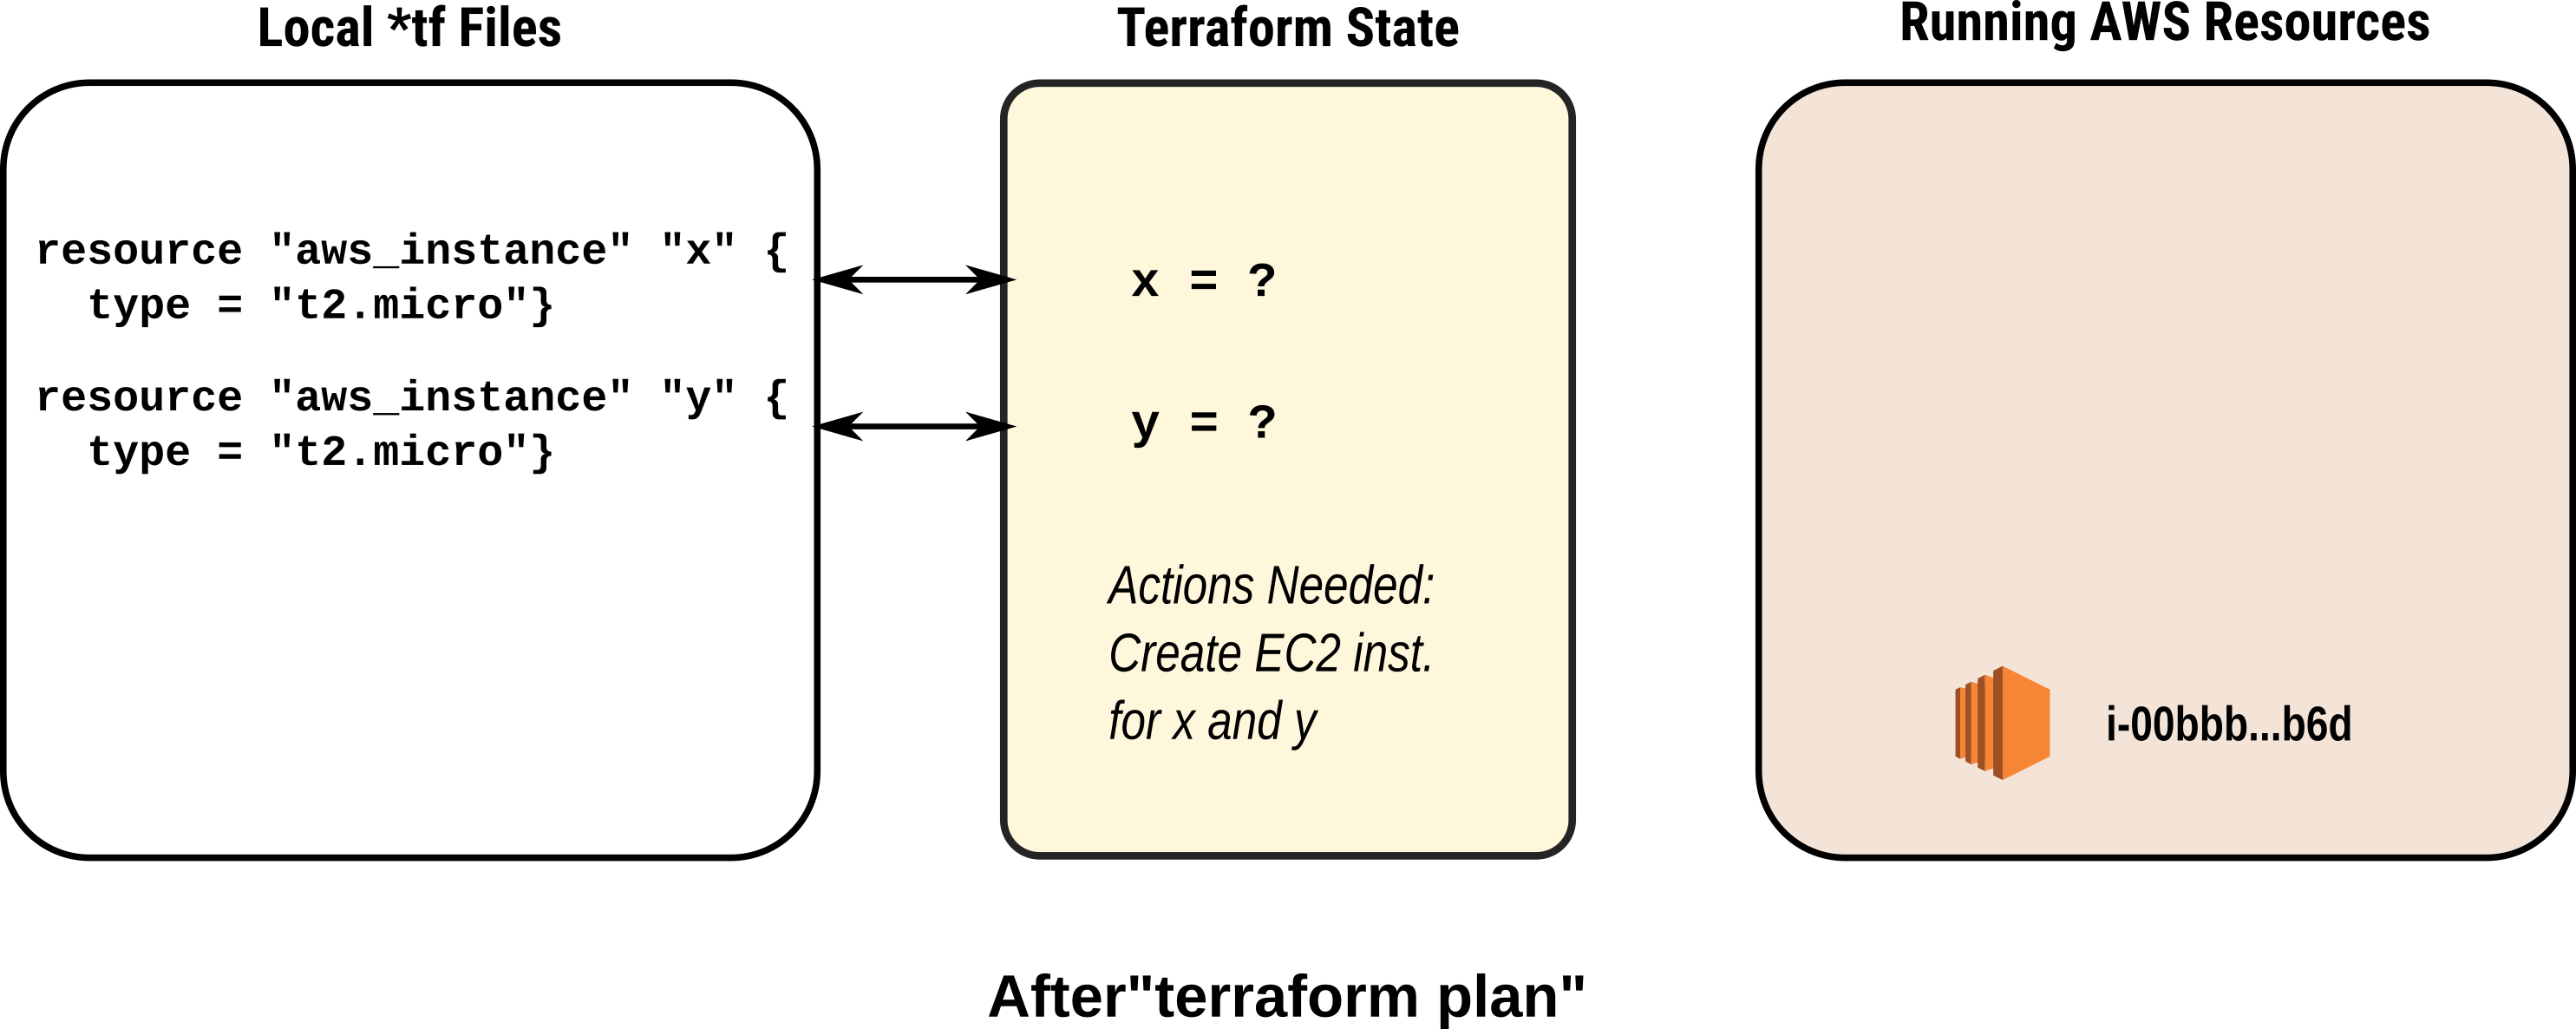 Local *tf Files
Terraform State
Running AWS Resources
resource "aws_instance" "x" {
  type = "t2.micro"}
resource "aws_instance" "y" {
  type = "t2.micro"}
x = ?
y = ?
Actions Needed:
Create EC2 inst.
for x and y
i-00bbb...b6d
After"terraform plan"